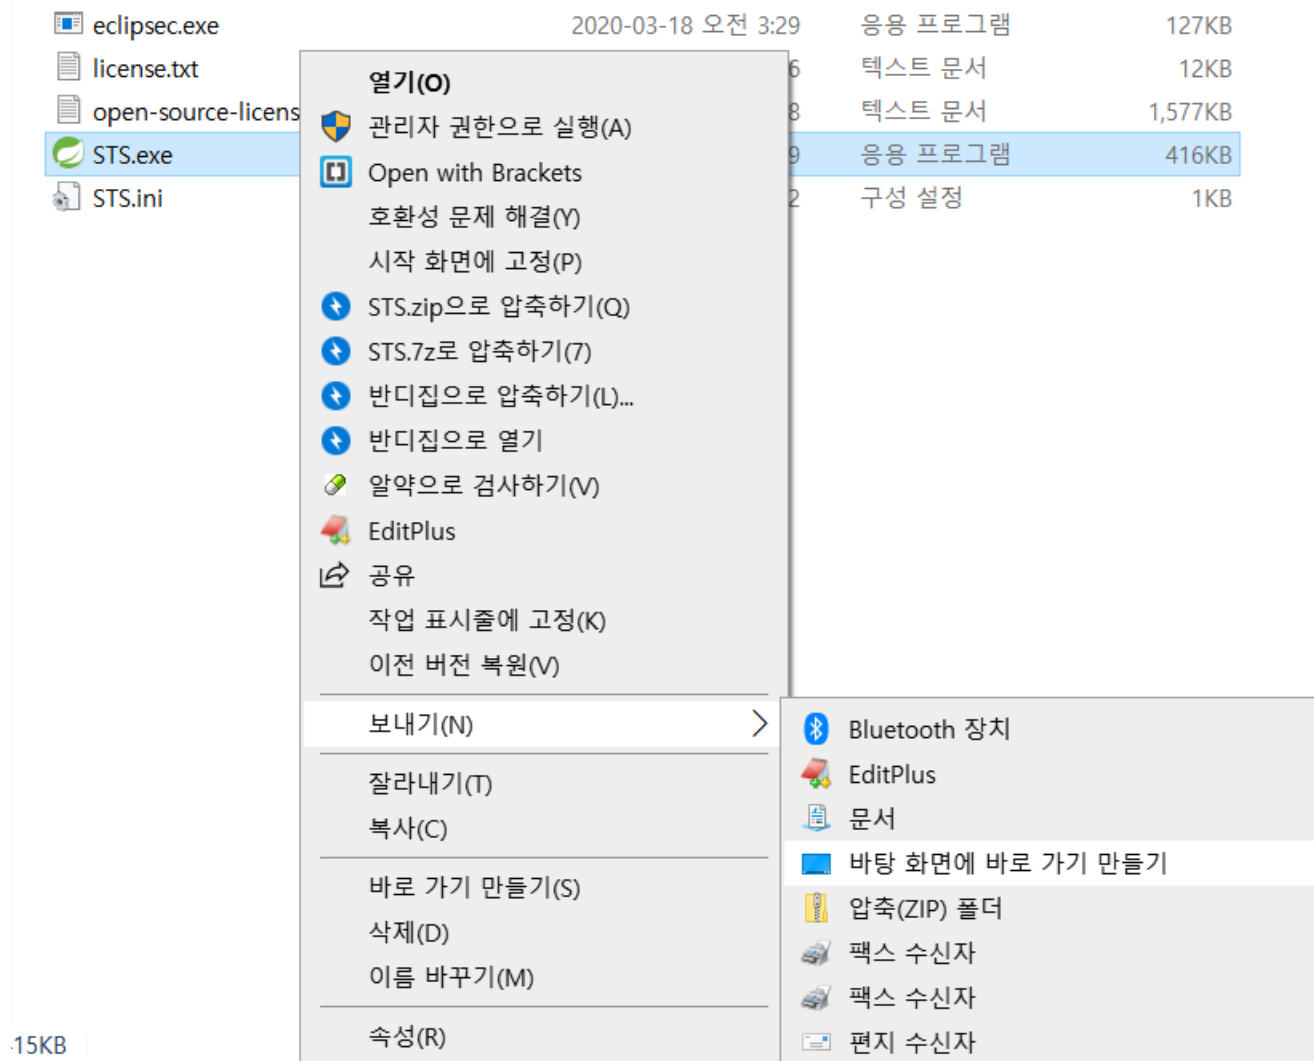 eclipsec.exe 2020-03-18 오전 3:29 응용 프로그램 127KB
license.txt 6 텍스트 문서 12KB
open-source-licens 8 텍스트 문서 1,577KB
STS.exe 9 응용 프로그램 416KB
STS.ini 2 구성 설정 1KB
열기(O)
관리자 권한으로 실행(A)
Open with Brackets
호환성 문제 해결(Y)
시작 화면에 고정(P)
STS.zip으로 압축하기(Q)
STS.7z로 압축하기(7)
반디집으로 압축하기(L)...
반디집으로 열기
알약으로 검사하기(V)
EditPlus
공유
작업 표시줄에 고정(K)
이전 버전 복원(V)
보내기(N)
잘라내기(T)
복사(C)
바로 가기 만들기(S)
삭제(D)
이름 바꾸기(M)
속성(R)
Bluetooth 장치
EditPlus
문서
바탕 화면에 바로 가기 만들기
압축(ZIP) 폴더
팩스 수신자
팩스 수신자
편지 수신자
15KB